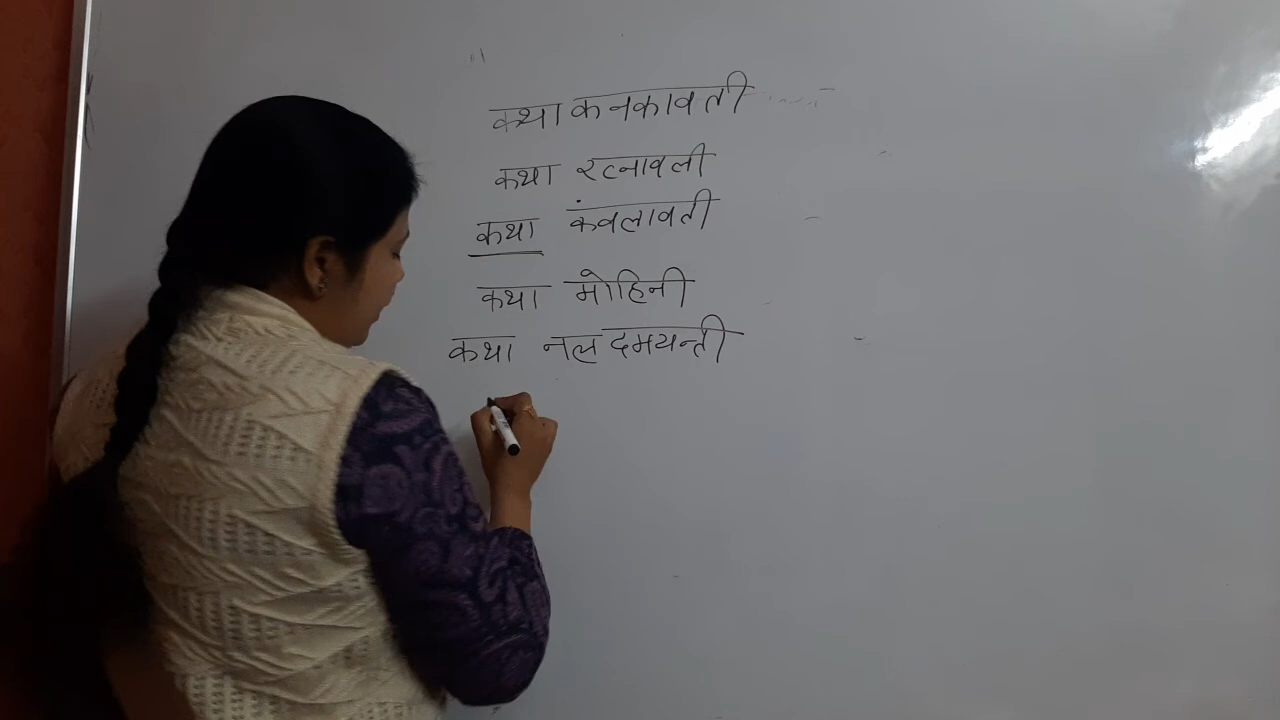 कथा कनकावती
कथा रत्नावली
कथा कंवलावती
कथा मोहिनी
कथा नल दमयन्ती